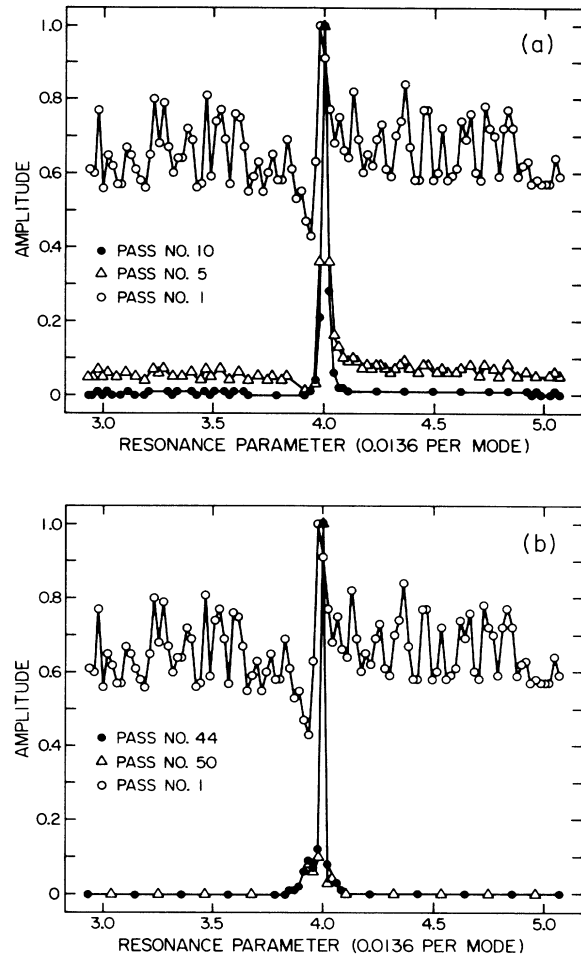 (a)
1.0
0.8
0.6
0.4
0.2
0
AMPLITUDE
● PASS NO. 10
△ PASS NO. 5
○ PASS NO. 1
3.0 3.5 4.0 4.5 5.0
RESONANCE PARAMETER (0.0136 PER MODE)
(b)
1.0
0.8
0.6
0.4
0.2
0
AMPLITUDE
● PASS NO. 44
△ PASS NO. 50
○ PASS NO. 1
3.0 3.5 4.0 4.5 5.0
RESONANCE PARAMETER (0.0136 PER MODE)